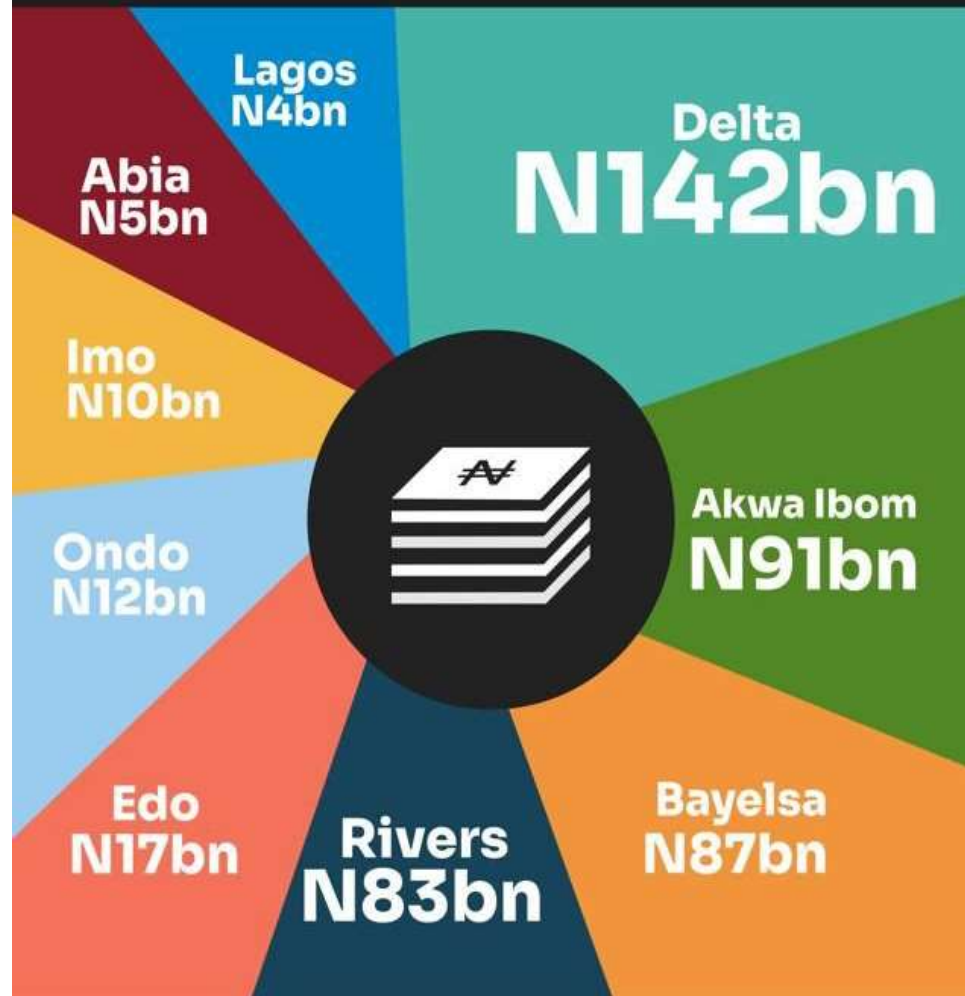 Lagos
N4bn
Delta
N142bn
Abia
N5bn
Imo
N10bn
Akwa Ibom
N91bn
Ondo
N12bn
Edo
N17bn
Rivers
N83bn
Bayelsa
N87bn
₦